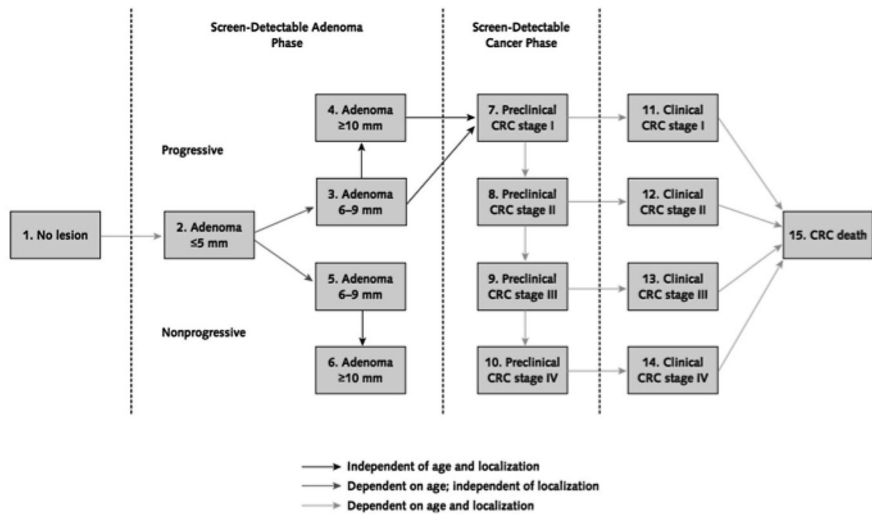 Screen-Detectable Adenoma
Phase
Screen-Detectable
Cancer Phase
4. Adenoma
≥10 mm
7. Preclinical
CRC stage I
11. Clinical
CRC stage I
Progressive
3. Adenoma
6–9 mm
8. Preclinical
CRC stage II
12. Clinical
CRC stage II
1. No lesion
2. Adenoma
≤5 mm
15. CRC death
5. Adenoma
6–9 mm
9. Preclinical
CRC stage III
13. Clinical
CRC stage III
Nonprogressive
6. Adenoma
≥10 mm
10. Preclinical
CRC stage IV
14. Clinical
CRC stage IV
Independent of age and localization
Dependent on age; independent of localization
Dependent on age and localization